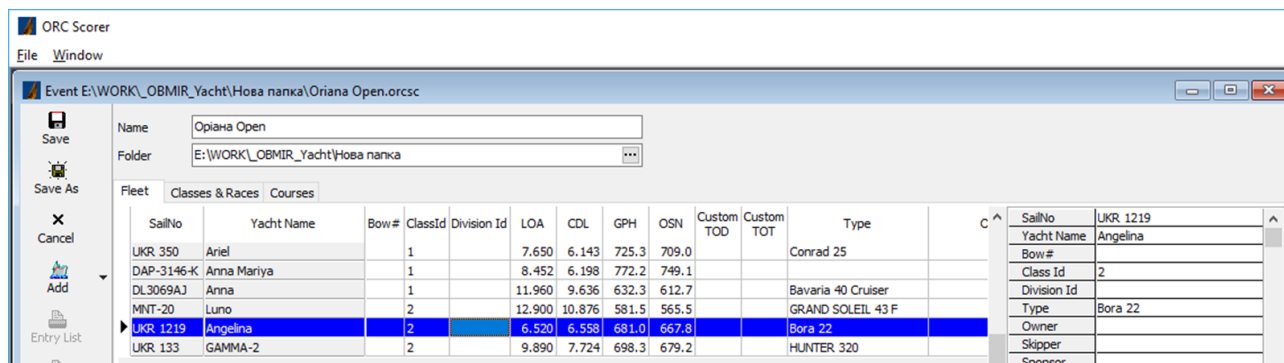 ORC Scorer
File Window
Event E:\WORK\_OBMIR_Yacht\Нова папка\Oriana Open.orcsc
Save
Save As
Cancel
Add
Entry List
Name Оріана Open
Folder E:\WORK\_OBMIR_Yacht\Нова папка ...
Fleet Classes & Races Courses
SailNo Yacht Name Bow# ClassId Division Id LOA CDL GPH OSN Custom TOD Custom TOT Type
UKR 350 Ariel 1 7.650 6.143 725.3 709.0 Conrad 25
DAP-3146-K Anna Mariya 1 8.452 6.198 772.2 749.1
DL3069AJ Anna 1 11.960 9.636 632.3 612.7 Bavaria 40 Cruiser
MNT-20 Luno 2 12.900 10.876 581.5 565.5 GRAND SOLEIL 43 F
UKR 1219 Angelina 2 6.520 6.558 681.0 667.8 Bora 22
UKR 133 GAMMA-2 2 9.890 7.724 698.3 679.2 HUNTER 320
SailNo UKR 1219
Yacht Name Angelina
Bow#
Class Id 2
Division Id
Type Bora 22
Owner
Skipper
Sponsor